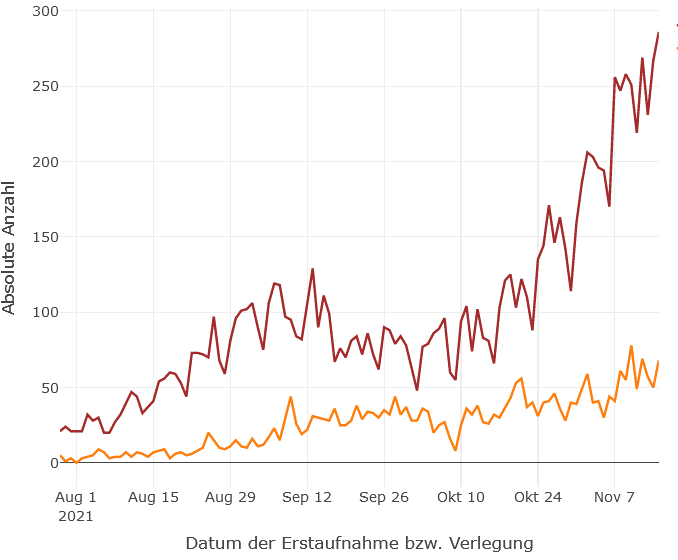 300
250
200
150
100
50
0
Absolute Anzahl
Aug 1 Aug 15 Aug 29 Sep 12 Sep 26 Okt 10 Okt 24 Nov 7
2021
Datum der Erstaufnahme bzw. Verlegung